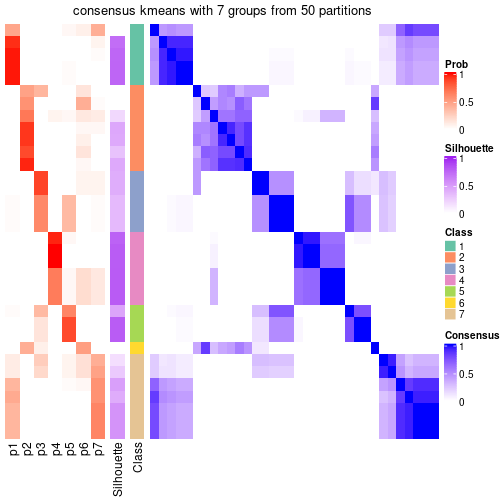 consensus kmeans with 7 groups from 50 partitions
Prob
1
0.5
0
Silhouette
1
0.5
0
Class
1
2
3
4
5
6
7
Consensus
1
0.5
0
p1
p2
p3
p4
p5
p6
p7
Silhouette
Class